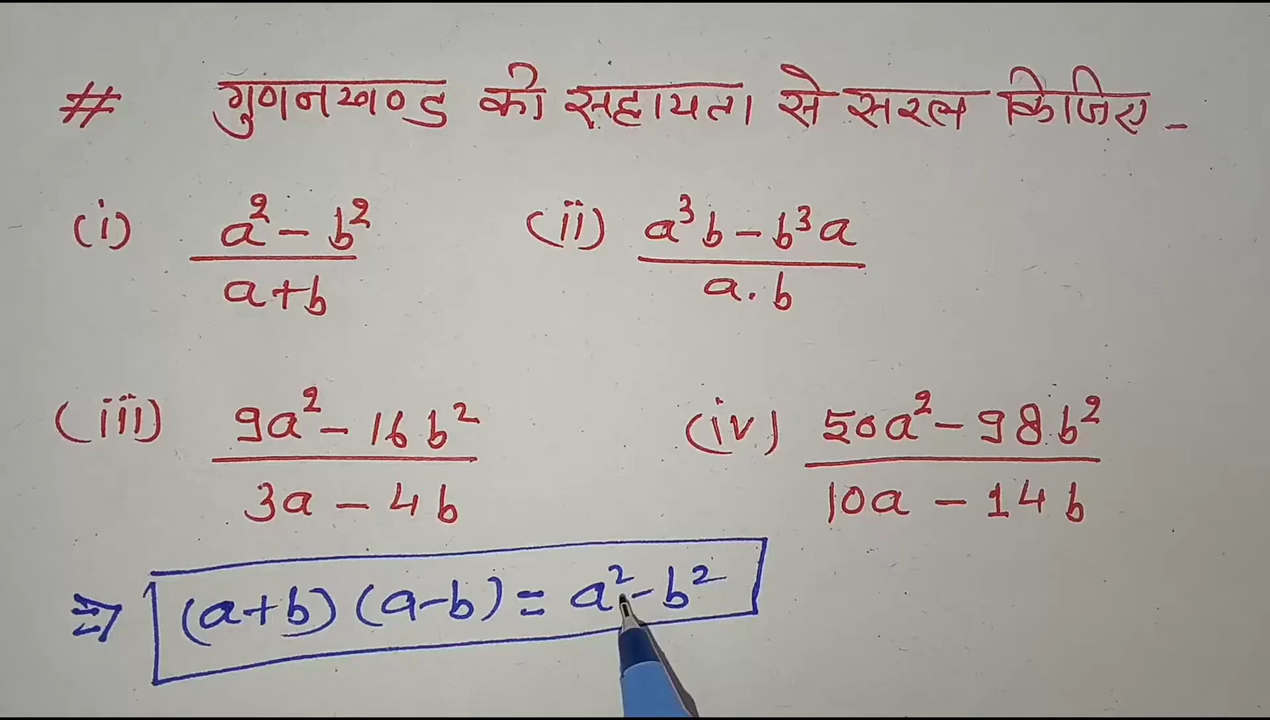 # गुणनखण्ड की सहायता से सरल किजिए -
(i) a² - b² / a+b (ii) a³b - b³a / a.b
(iii) 9a² - 16b² / 3a - 4b (iv) 50a² - 98b² / 10a - 14b
⇒ (a+b) (a-b) = a² - b²